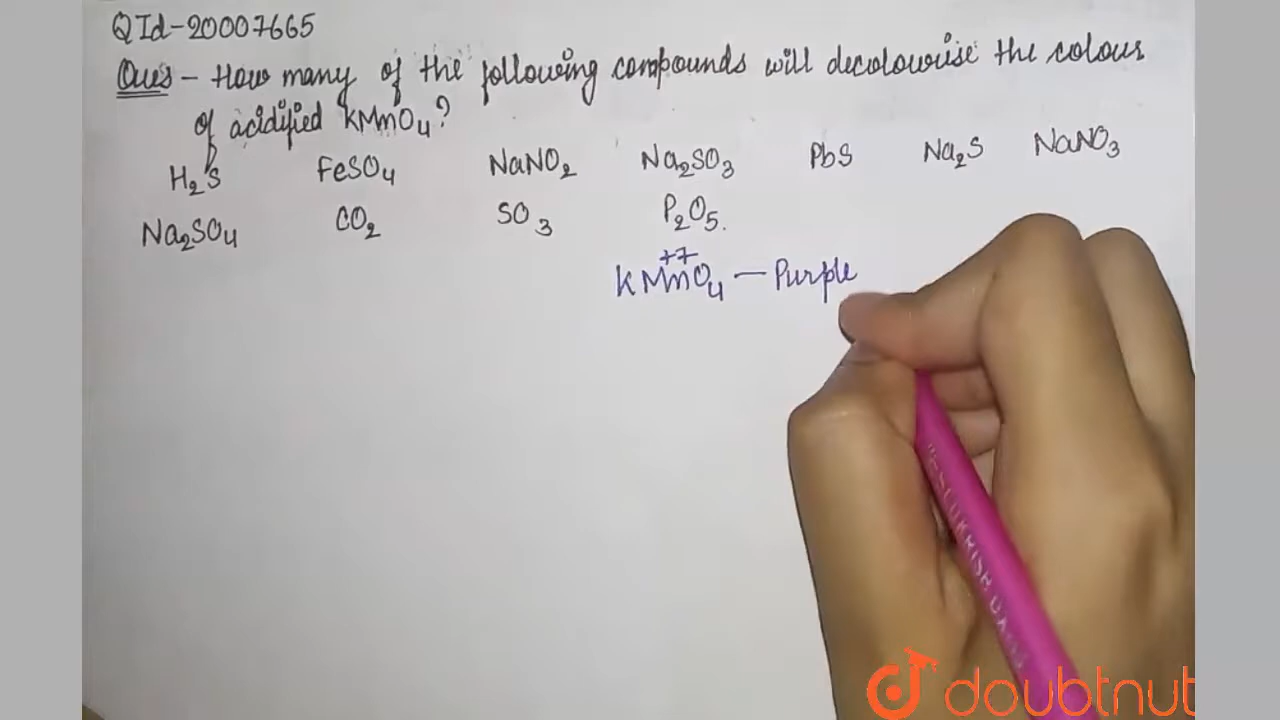 QId-20007665
Ques - How many of the following compounds will decolourise the colour
of acidified KMnO4?
H2S FeSO4 NaNO2 Na2SO3 PbS Na2S NaNO3
Na2SO4 CO2 SO3 P2O5.
+7
KMnO4 — Purple
doubtnut